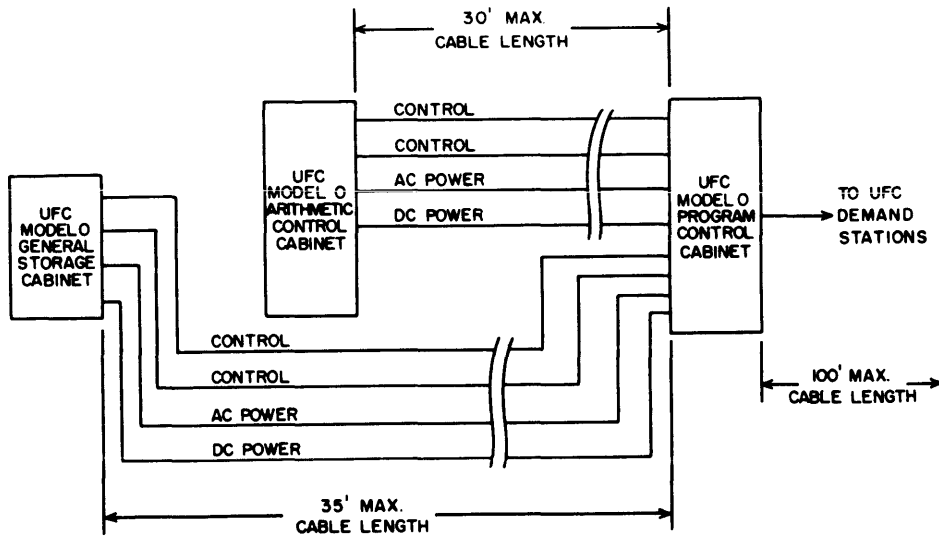 30' MAX.
CABLE LENGTH
CONTROL
CONTROL
AC POWER
DC POWER
UFC
MODEL O
ARITHMETIC
CONTROL
CABINET
UFC
MODEL O
PROGRAM
CONTROL
CABINET
TO UFC
DEMAND
STATIONS
UFC
MODEL O
GENERAL
STORAGE
CABINET
CONTROL
CONTROL
AC POWER
DC POWER
100' MAX.
CABLE LENGTH
35' MAX.
CABLE LENGTH